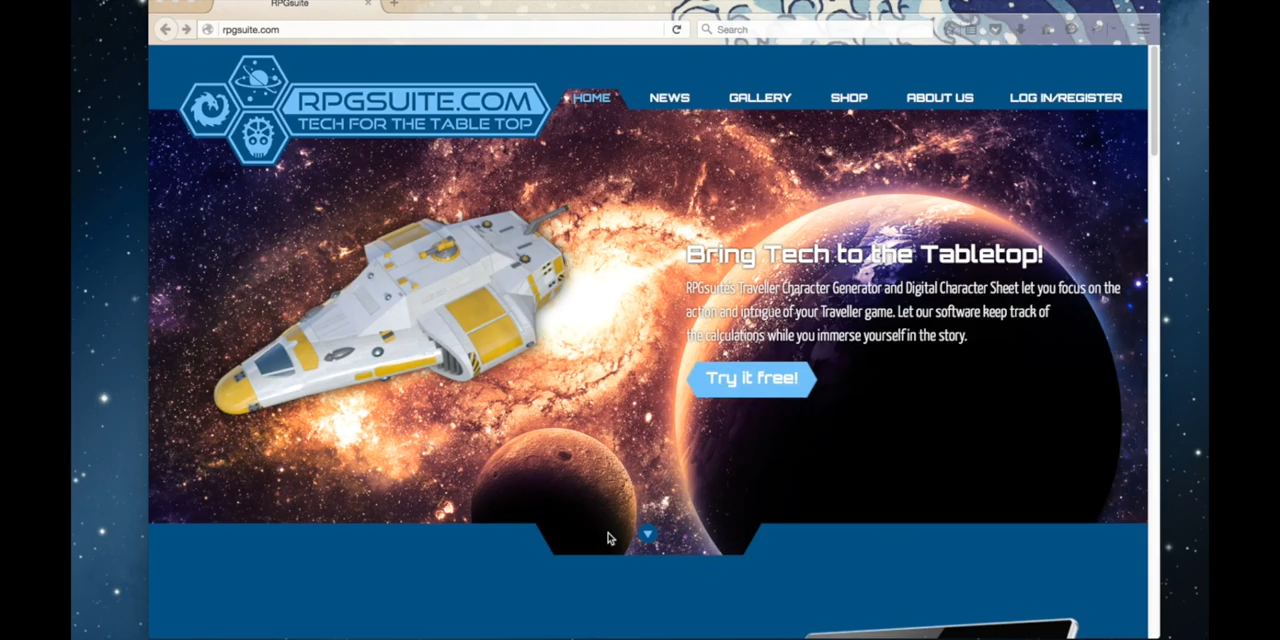 RPGsuite
rpgsuite.com
Search
RPGSUITE.COM
TECH FOR THE TABLE TOP
HOME
NEWS
GALLERY
SHOP
ABOUT US
LOG IN/REGISTER
Bring Tech to the Tabletop!
RPGsuite's Traveller Character Generator and Digital Character Sheet let you focus on the
action and intrigue of your Traveller game. Let our software keep track of
the calculations while you immerse yourself in the story.
Try it free!